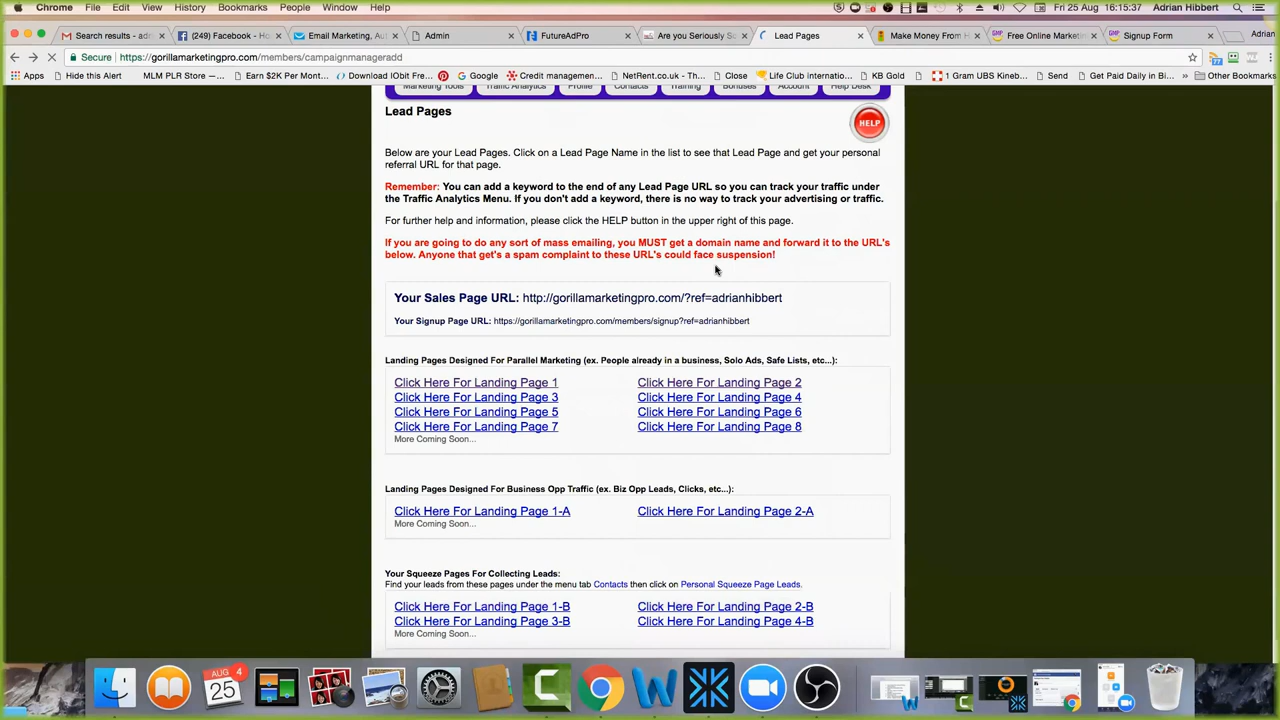 Chrome File Edit View History Bookmarks People Window Help Fri 25 Aug 16:15:37 Adrian Hibbert
Search results - adr (249) Facebook - Hu Email Marketing, Au Admin FutureAdPro Are you Seriously Sc Lead Pages Make Money From H Free Online Marketi Signup Form Adrian
Secure https://gorillamarketingpro.com/members/campaignmanageradd
Apps Hide this Alert MLM PLR Store — Earn $2K Per Mont... Download IObit Fre... Google Credit managemen... NetRent.co.uk - Th... Close Life Club internatio... KB Gold 1 Gram UBS Kineb... Send Get Paid Daily in Bi... » Other Bookmarks
Marketing Tools Traffic Analytics Profile Contacts Training Bonuses Account Help Desk
Lead Pages
HELP
Below are your Lead Pages. Click on a Lead Page Name in the list to see that Lead Page and get your personal
referral URL for that page.
Remember: You can add a keyword to the end of any Lead Page URL so you can track your traffic under
the Traffic Analytics Menu. If you don't add a keyword, there is no way to track your advertising or traffic.
For further help and information, please click the HELP button in the upper right of this page.
If you are going to do any sort of mass emailing, you MUST get a domain name and forward it to the URL's
below. Anyone that get's a spam complaint to these URL's could face suspension!
Your Sales Page URL: http://gorillamarketingpro.com/?ref=adrianhibbert
Your Signup Page URL: https://gorillamarketingpro.com/members/signup?ref=adrianhibbert
Landing Pages Designed For Parallel Marketing (ex. People already in a business, Solo Ads, Safe Lists, etc...):
Click Here For Landing Page 1 Click Here For Landing Page 2
Click Here For Landing Page 3 Click Here For Landing Page 4
Click Here For Landing Page 5 Click Here For Landing Page 6
Click Here For Landing Page 7 Click Here For Landing Page 8
More Coming Soon...
Landing Pages Designed For Business Opp Traffic (ex. Biz Opp Leads, Clicks, etc...):
Click Here For Landing Page 1-A Click Here For Landing Page 2-A
More Coming Soon...
Your Squeeze Pages For Collecting Leads:
Find your leads from these pages under the menu tab Contacts then click on Personal Squeeze Page Leads.
Click Here For Landing Page 1-B Click Here For Landing Page 2-B
Click Here For Landing Page 3-B Click Here For Landing Page 4-B
More Coming Soon...
AUG 4
25